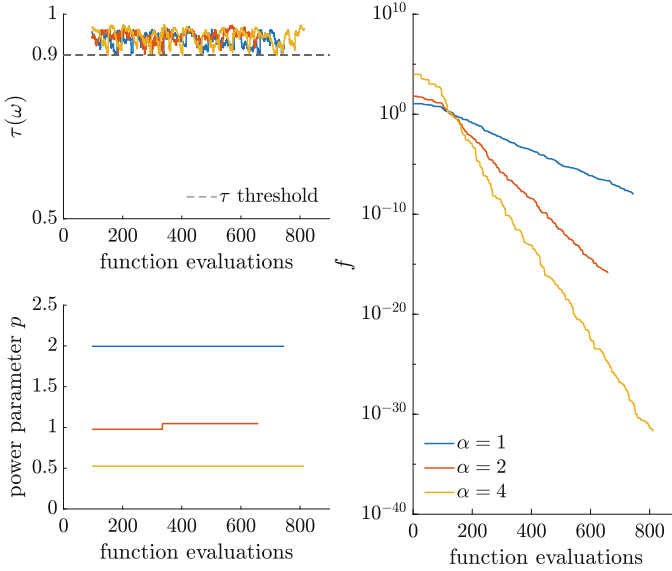 1
0.9
τ(ω)
0.5
τ threshold
0 200 400 600 800
function evaluations
2.5
2
1.5
1
0.5
0
power parameter p
0 200 400 600 800
function evaluations
10^10
10^0
10^−10
10^−20
10^−30
10^−40
f
α = 1
α = 2
α = 4
0 200 400 600 800
function evaluations